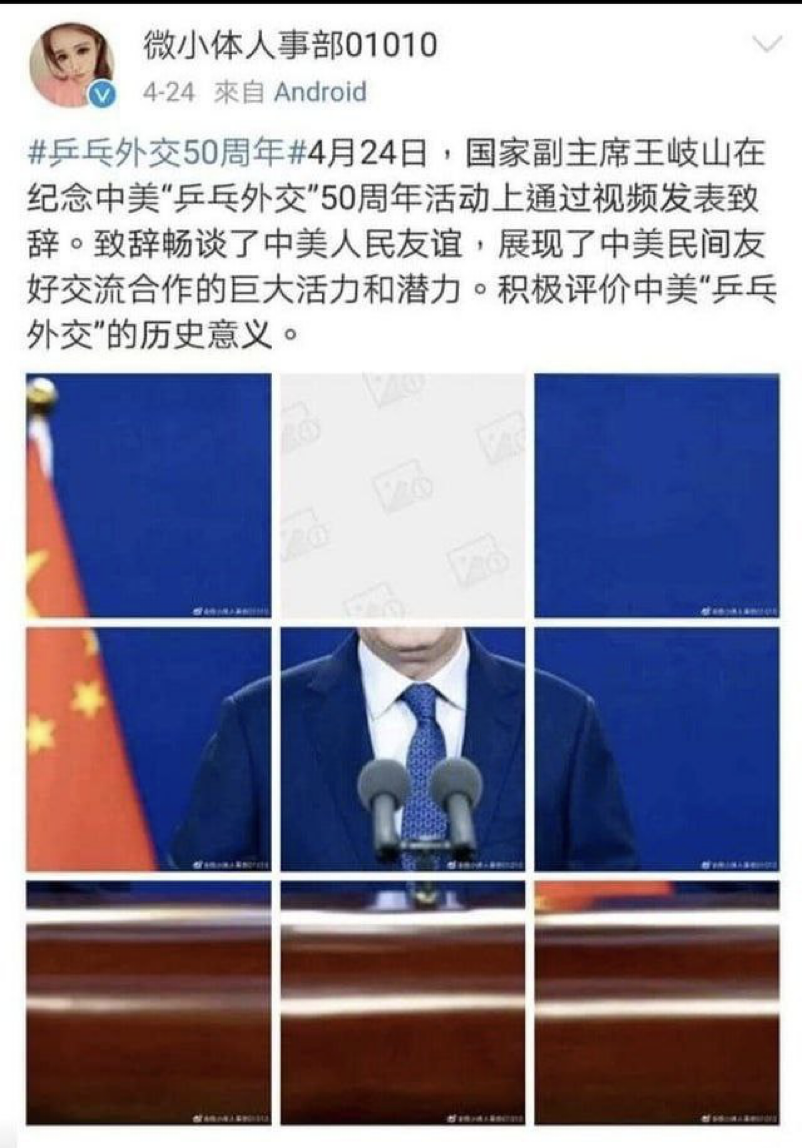 微小体人事部01010
4-24 來自 Android
#乒乓外交50周年#4月24日，国家副主席王岐山在
纪念中美“乒乓外交”50周年活动上通过视频发表致
辞。致辞畅谈了中美人民友谊，展现了中美民间友
好交流合作的巨大活力和潜力。积极评价中美“乒乓
外交”的历史意义。